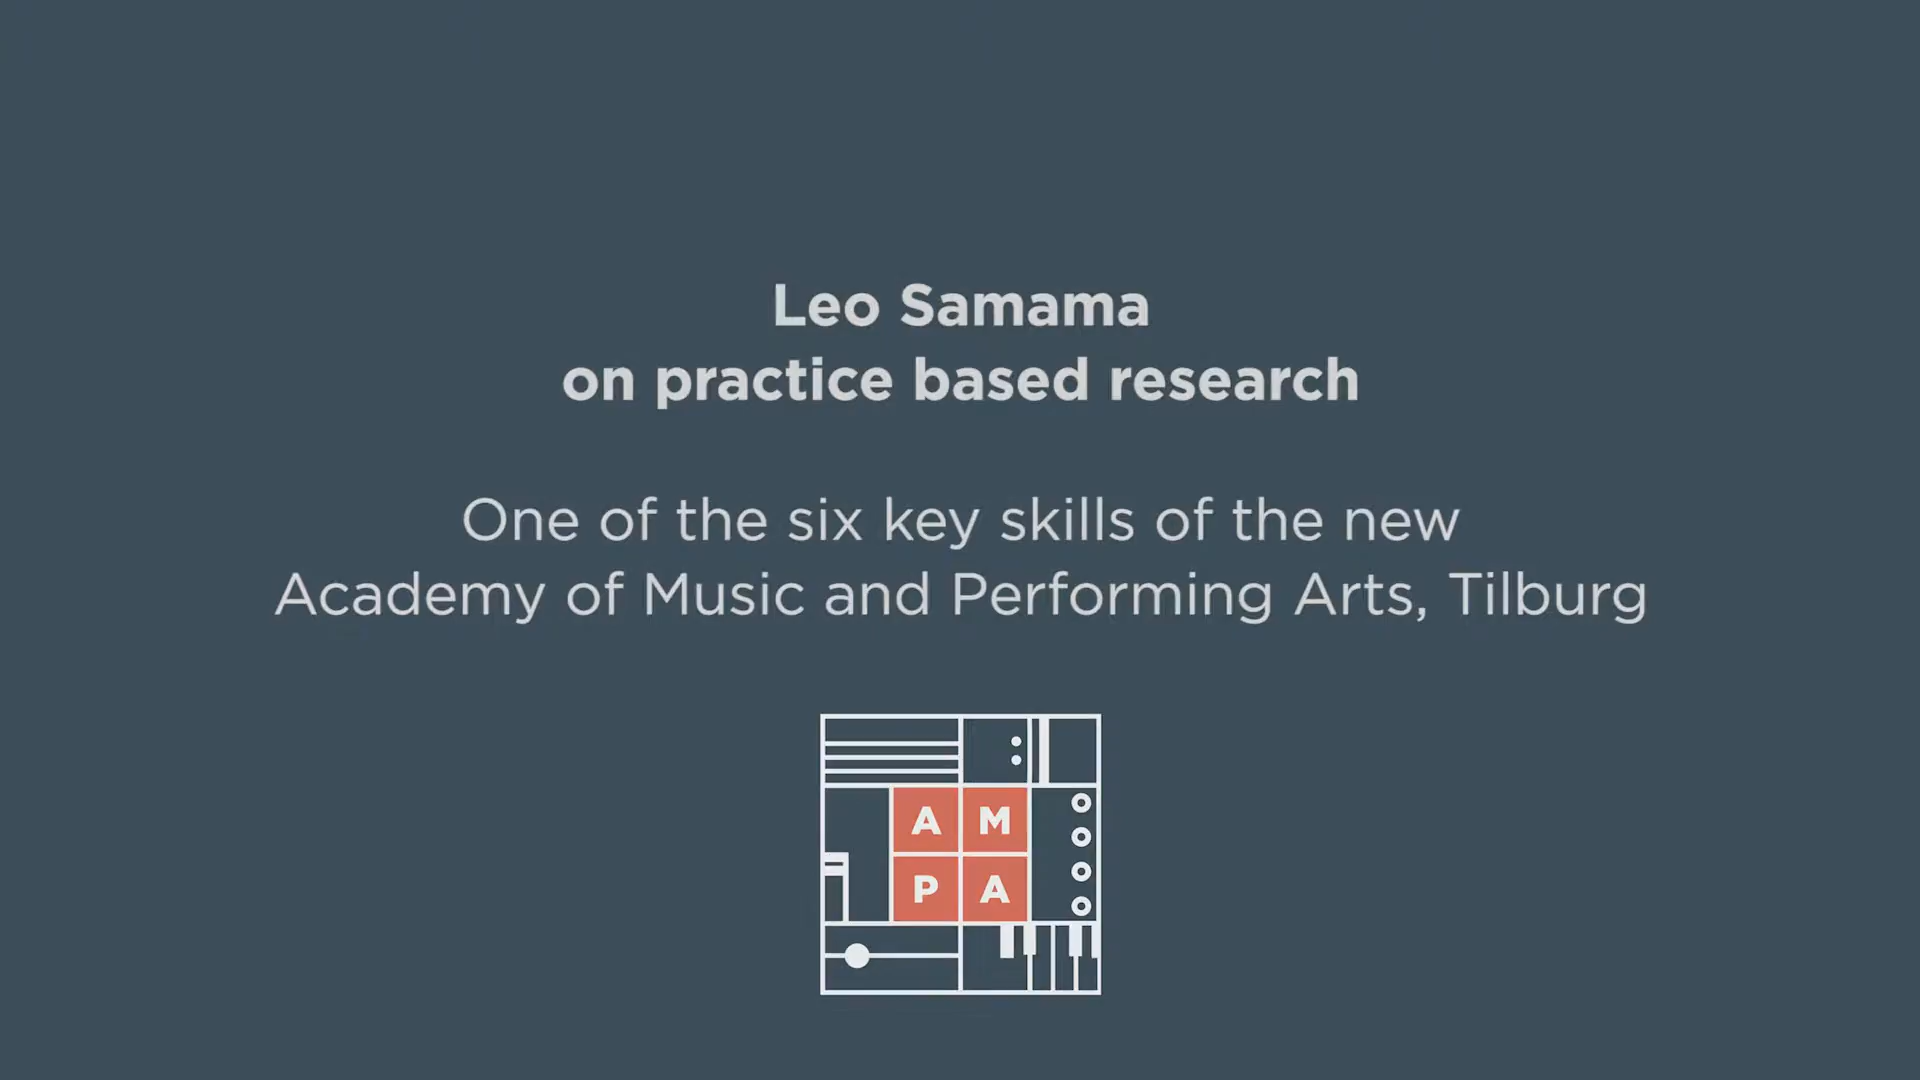 Leo Samama
on practice based research
One of the six key skills of the new
Academy of Music and Performing Arts, Tilburg
A M
P A